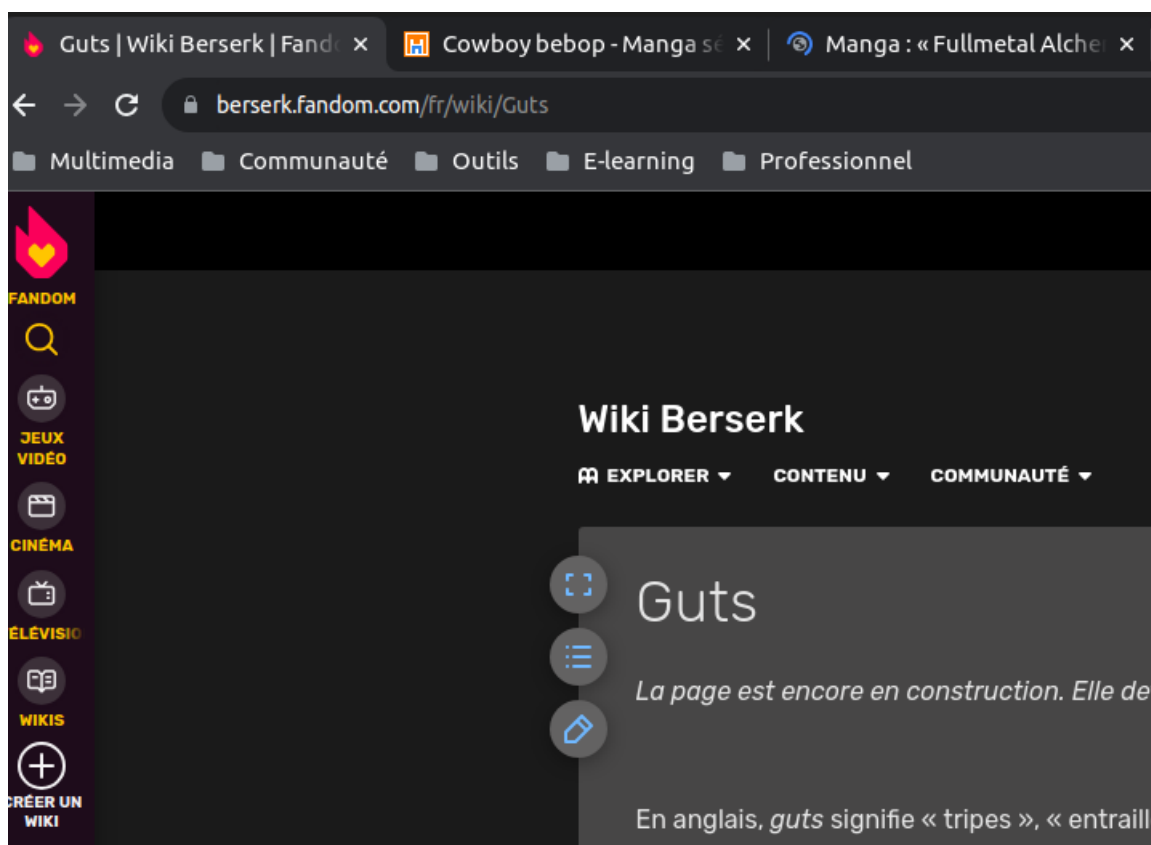 Guts | Wiki Berserk | Fand
Cowboy bebop - Manga sé
Manga : « Fullmetal Alche
berserk.fandom.com/fr/wiki/Guts
Multimedia Communauté Outils E-learning Professionnel
FANDOM
JEUX
VIDÉO
CINÉMA
ÉLÉVISIO
WIKIS
CRÉER UN
WIKI
Wiki Berserk
EXPLORER CONTENU COMMUNAUTÉ
Guts
La page est encore en construction. Elle de
En anglais, guts signifie « tripes », « entraill